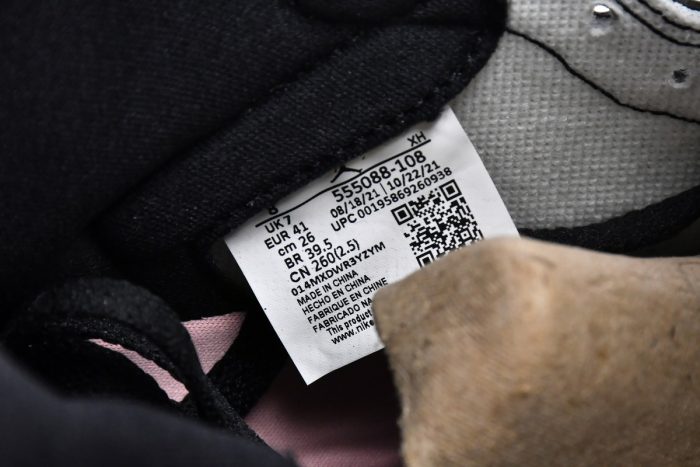 XH
8
555088-108
UK 7
08/18/21 | 10/22/21
EUR 41
UPC 00195869260938
cm 26
BR 39,5
CN 260(2.5)
014MXDWR3YZYM
MADE IN CHINA
HECHO EN CHINA
FABRIQUE EN CHINE
FABRICADO NA
This product
www.nike